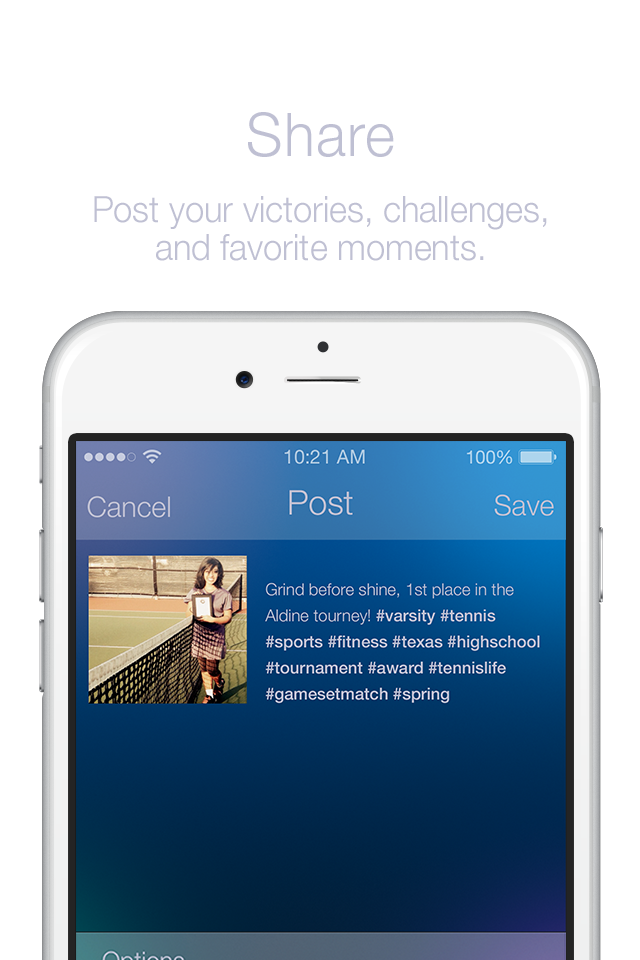 Share
Post your victories, challenges,
and favorite moments.
10:21 AM
100%
Cancel
Post
Save
Grind before shine, 1st place in the
Aldine tourney! #varsity #tennis
#sports #fitness #texas #highschool
#tournament #award #tennislife
#gamesetmatch #spring
Options